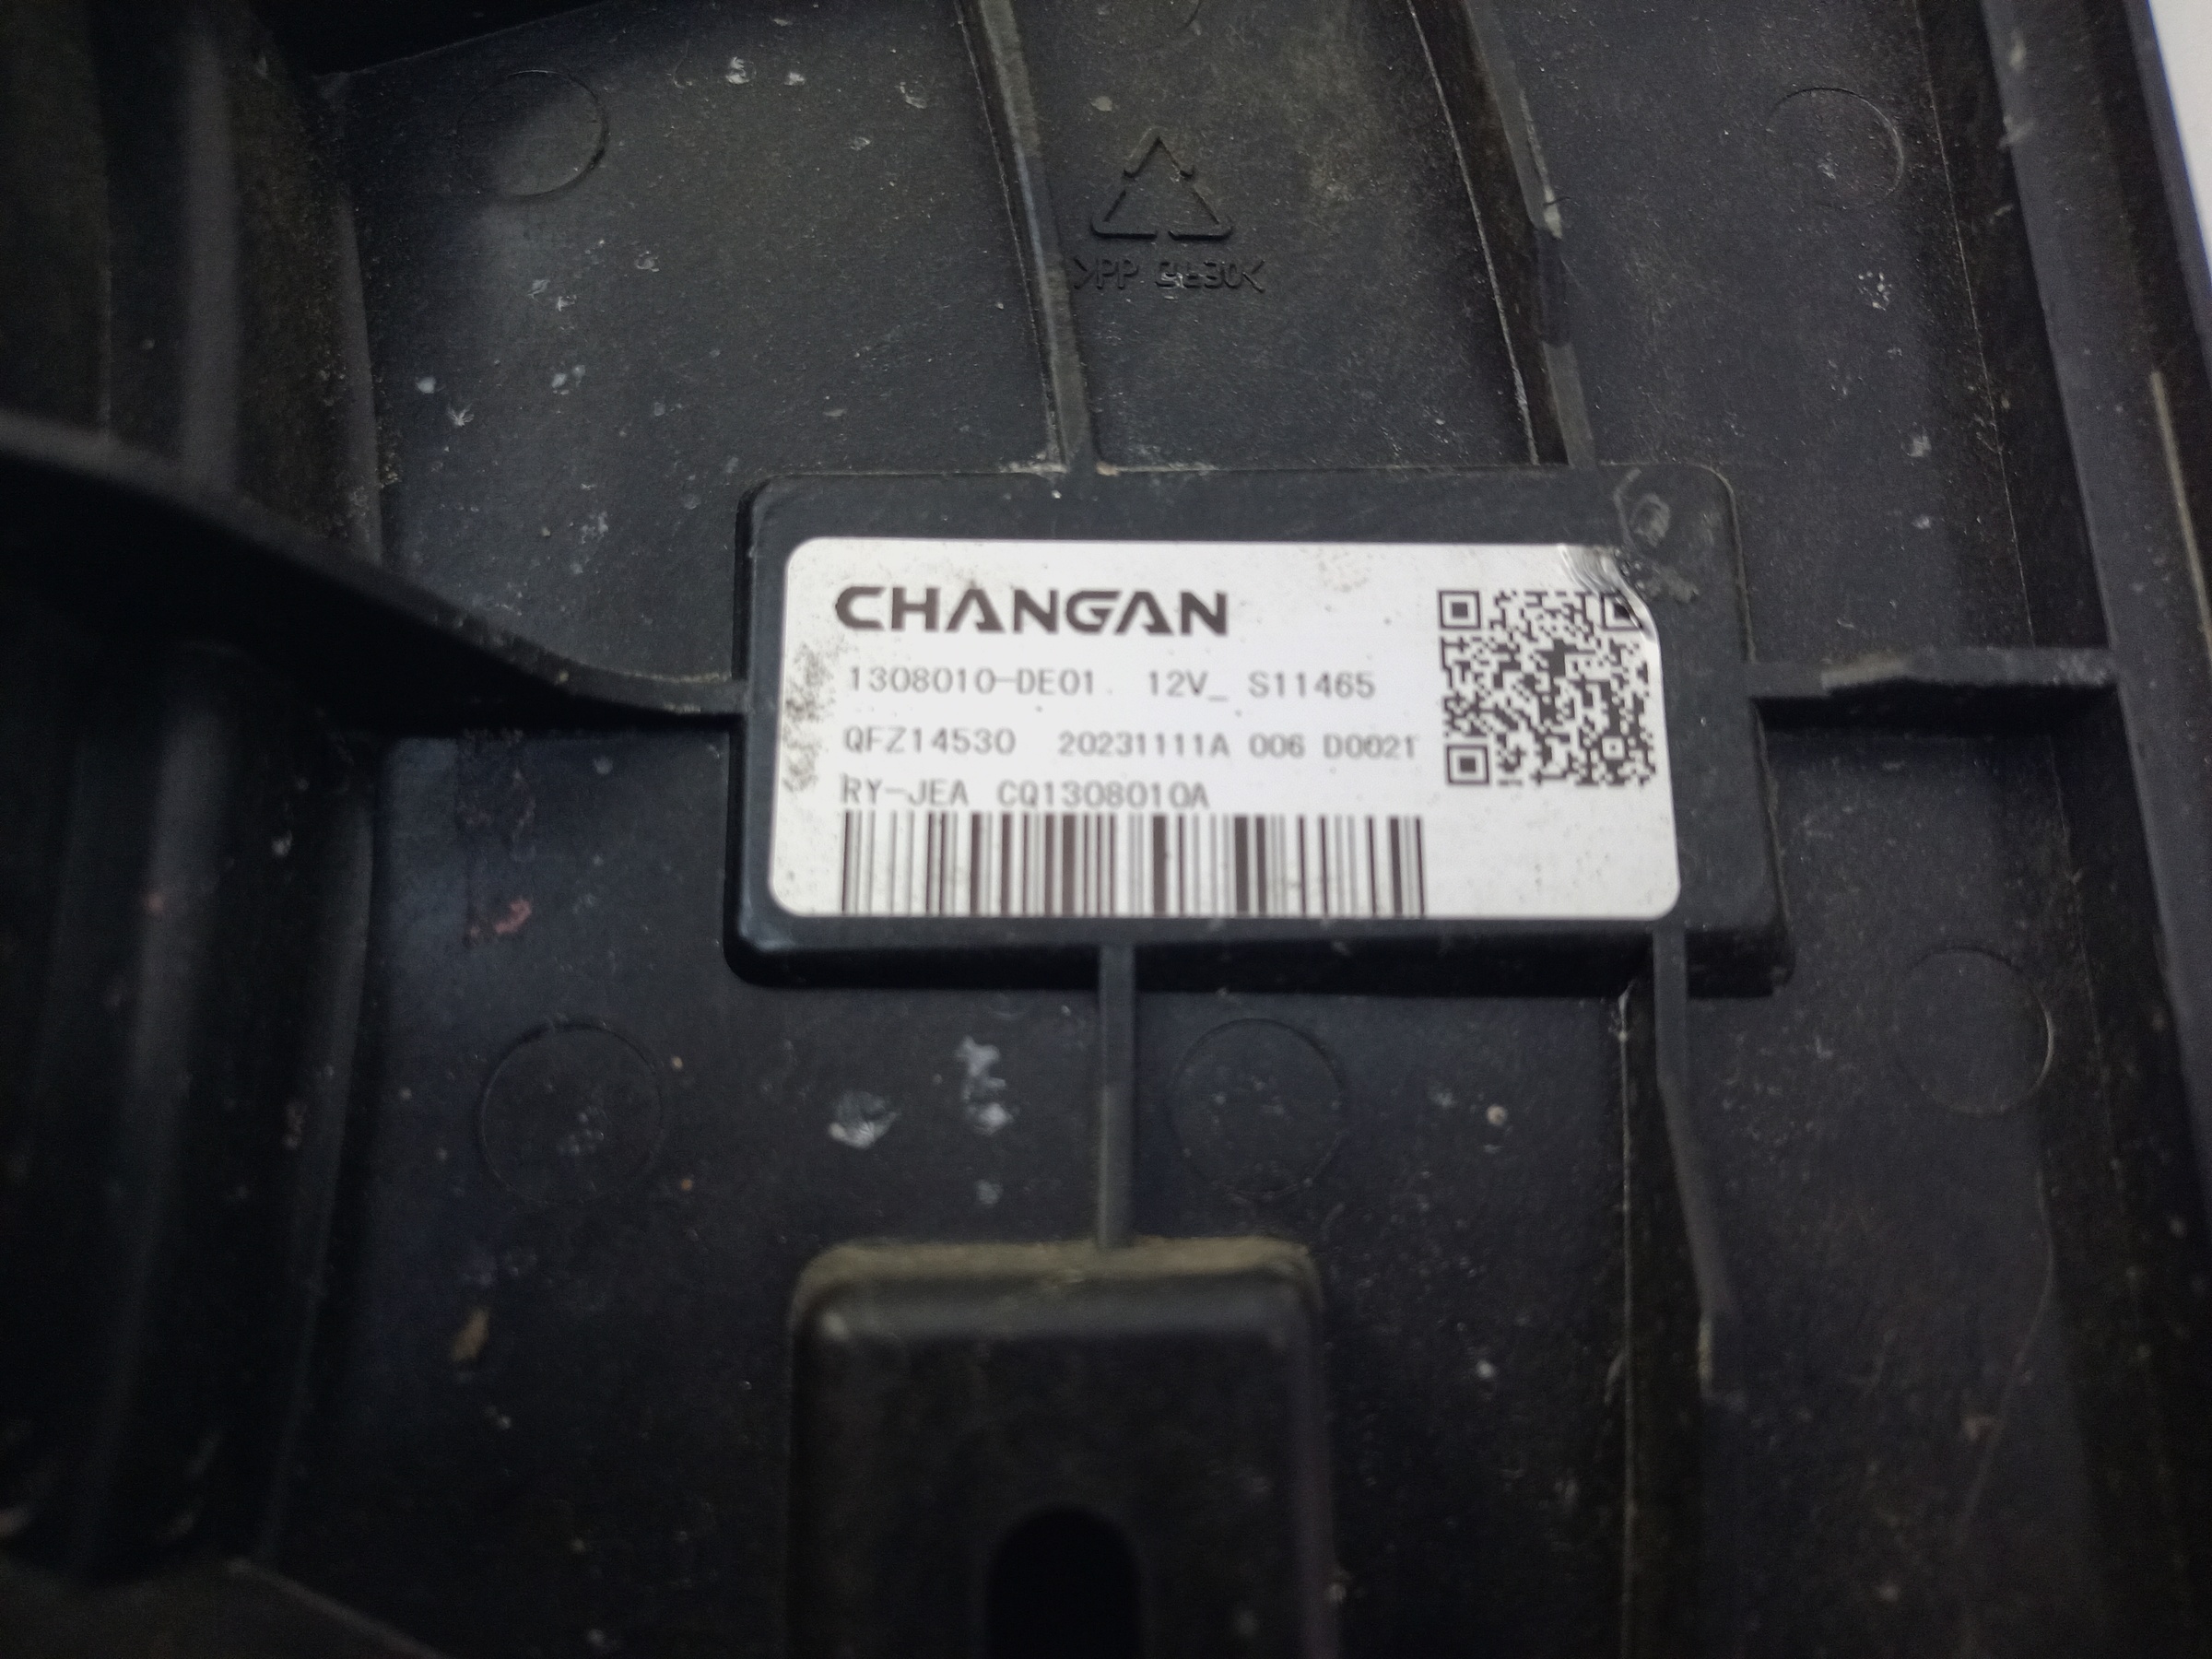 >PP GF30<
CHANGAN
1308010-DE01. 12V_ S11465
QFZ14530 20231111A 006 D0021
RY-JEA CQ1308010A